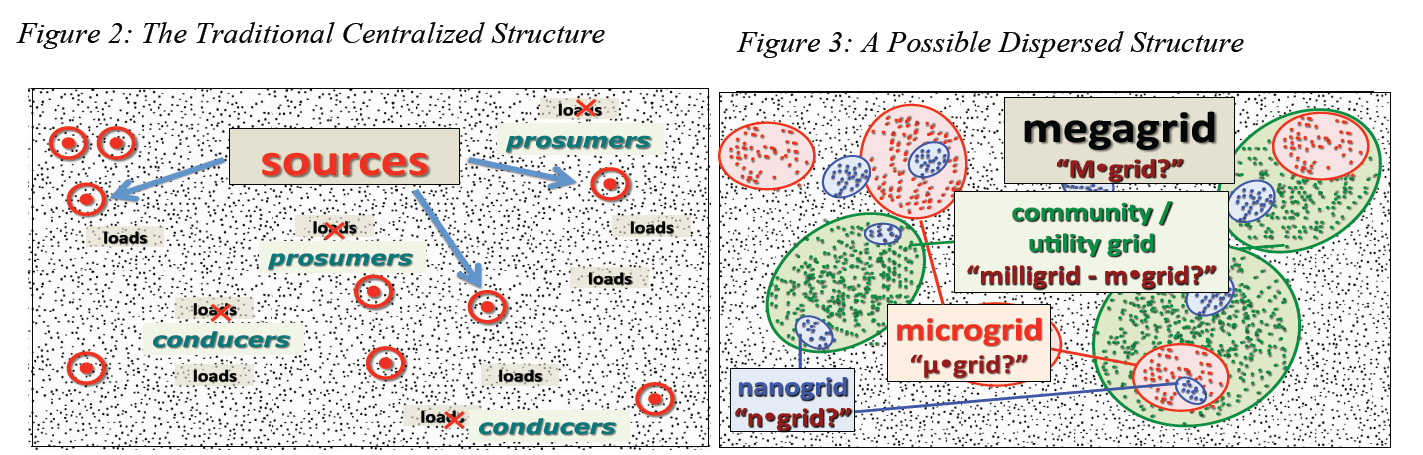 Figure 2: The Traditional Centralized Structure
loads
prosumers
sources
loads
loads
loads
prosumers
loads
loads
conducers
loads
loads
loads
conducers
Figure 3: A Possible Dispersed Structure
megagrid
“M•grid?”
community /
utility grid
“milligrid - m•grid?”
microgrid
“µ•grid?”
nanogrid
“n•grid?”